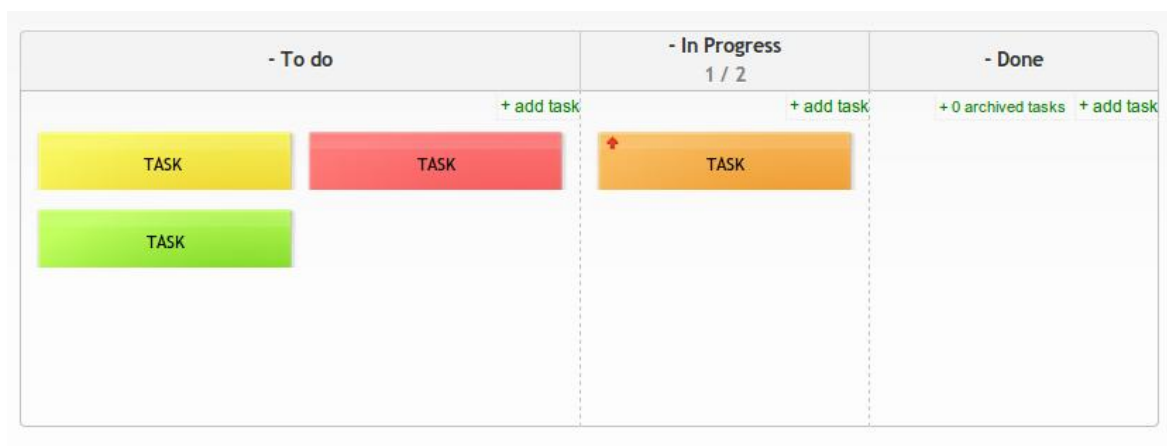 - To do
- In Progress
1 / 2
- Done
+ add task
+ add task
+ 0 archived tasks + add task
TASK
TASK
TASK
TASK